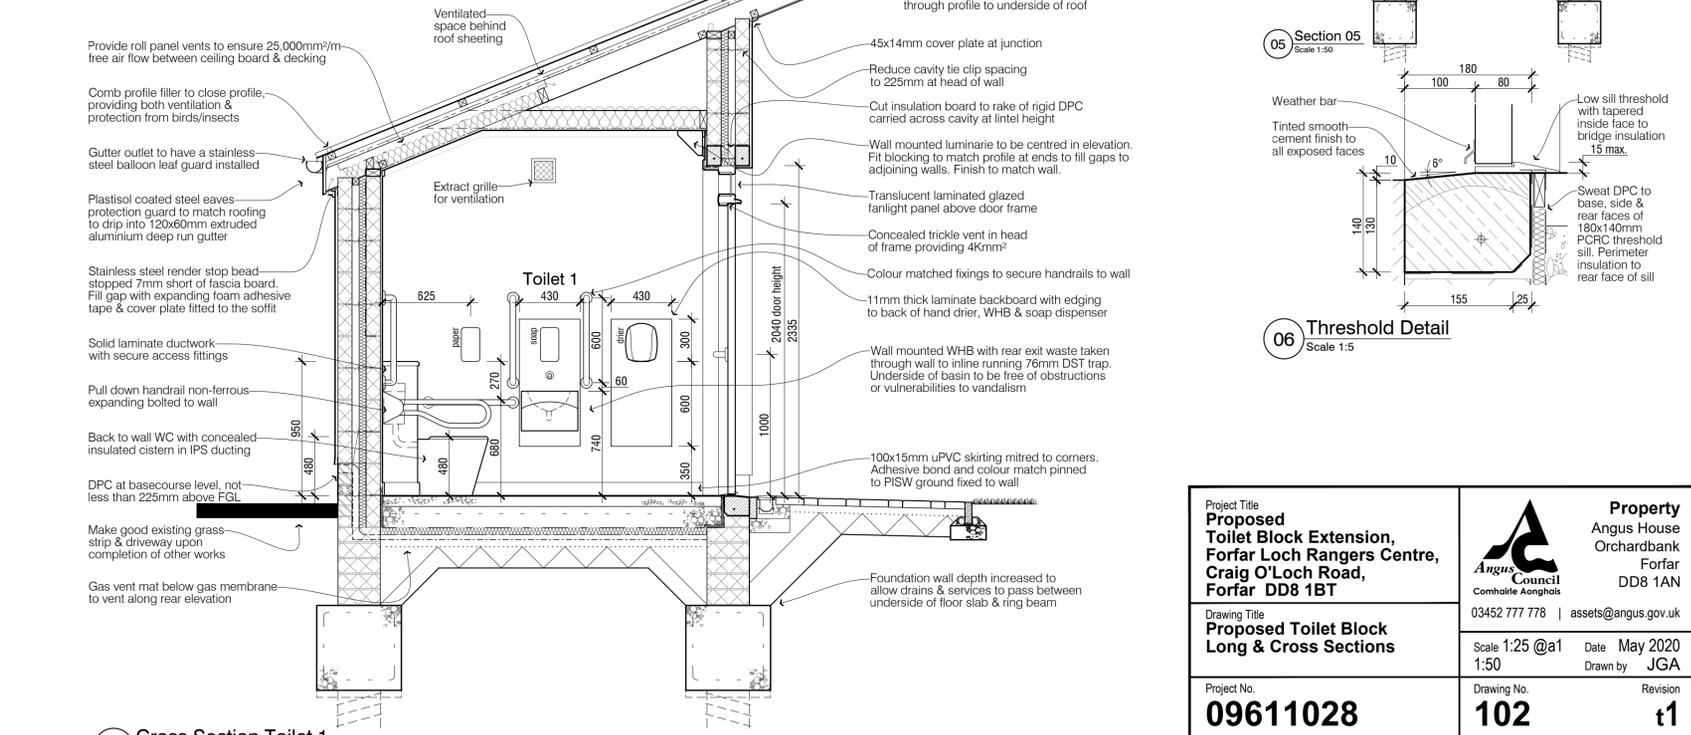 through profile to underside of roof
Ventilated
space behind
roof sheeting
Provide roll panel vents to ensure 25,000mm²/m
free air flow between ceiling board & decking
Comb profile filler to close profile,
providing both ventilation &
protection from birds/insects
Gutter outlet to have a stainless
steel balloon leaf guard installed
Plastisol coated steel eaves
protection guard to match roofing
to drip into 120x60mm extruded
aluminium deep run gutter
Stainless steel render stop bead
stopped 7mm short of fascia board.
Fill gap with expanding foam adhesive
tape & cover plate fitted to the soffit
Solid laminate ductwork
with secure access fittings
Pull down handrail non-ferrous
expanding bolted to wall
Back to wall WC with concealed
insulated cistern in IPS ducting
DPC at basecourse level, not
less than 225mm above FGL
Make good existing grass
strip & driveway upon
completion of other works
Gas vent mat below gas membrane
to vent along rear elevation
Extract grille
for ventilation
Toilet 1
625
430
430
paper
soap
drier
600
300
270
60
600
950
480
480
680
740
350
2040 door height
2335
1000
45x14mm cover plate at junction
Reduce cavity tie clip spacing
to 225mm at head of wall
Cut insulation board to rake of rigid DPC
carried across cavity at lintel height
Wall mounted luminarie to be centred in elevation.
Fit blocking to match profile at ends to fill gaps to
adjoining walls. Finish to match wall.
Translucent laminated glazed
fanlight panel above door frame
Concealed trickle vent in head
of frame providing 4Kmm²
Colour matched fixings to secure handrails to wall
11mm thick laminate backboard with edging
to back of hand drier, WHB & soap dispenser
Wall mounted WHB with rear exit waste taken
through wall to inline running 76mm DST trap.
Underside of basin to be free of obstructions
or vulnerabilities to vandalism
100x15mm uPVC skirting mitred to corners.
Adhesive bond and colour match pinned
to PISW ground fixed to wall
Foundation wall depth increased to
allow drains & services to pass between
underside of floor slab & ring beam
Cross Section Toilet 1
05
Section 05
Scale 1:50
180
100
80
Weather bar
Tinted smooth
cement finish to
all exposed faces
Low sill threshold
with tapered
inside face to
bridge insulation
15 max.
10
6°
140
130
Sweat DPC to
base, side &
rear faces of
180x140mm
PCRC threshold
sill. Perimeter
insulation to
rear face of sill
155
25
06
Threshold Detail
Scale 1:5
Project Title
Proposed
Toilet Block Extension,
Forfar Loch Rangers Centre,
Craig O'Loch Road,
Forfar DD8 1BT
Drawing Title
Proposed Toilet Block
Long & Cross Sections
Project No.
09611028
Angus
Council
Comhairle Aonghais
Property
Angus House
Orchardbank
Forfar
DD8 1AN
03452 777 778 | assets@angus.gov.uk
Scale 1:25 @a1
1:50
Date May 2020
Drawn by JGA
Drawing No.
102
Revision
t1